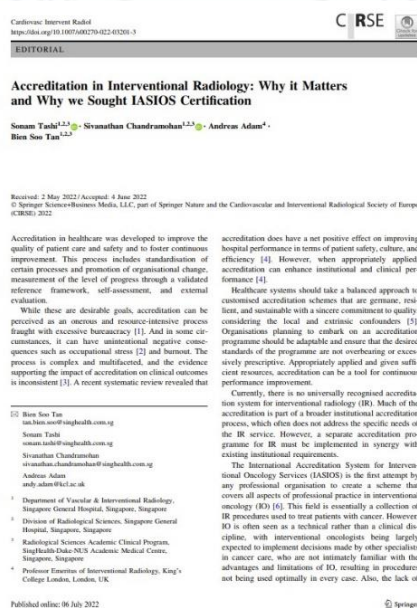 Cardiovasc Intervent Radiol
https://doi.org/10.1007/s00270-022-03201-3
C RSE
EDITORIAL
Accreditation in Interventional Radiology: Why it Matters
and Why we Sought IASIOS Certification
Sonam Tashi1,2,3 · Sivanathan Chandramohan1,2,3 · Andreas Adam4 ·
Bien Soo Tan1,2,3
Received: 2 May 2022 / Accepted: 4 June 2022
© Springer Science+Business Media, LLC, part of Springer Nature and the Cardiovascular and Interventional Radiological Society of Europe
(CIRSE) 2022
Accreditation in healthcare was developed to improve the
quality of patient care and safety and to foster continuous
improvement. This process includes standardisation of
certain processes and promotion of organisational change,
measurement of the level of progress through a validated
reference framework, self-assessment, and external
evaluation.
While these are desirable goals, accreditation can be
perceived as an onerous and resource-intensive process
fraught with excessive bureaucracy [1]. And in some cir-
cumstances, it can have unintentional negative conse-
quences such as occupational stress [2] and burnout. The
process is complex and multifaceted, and the evidence
supporting the impact of accreditation on clinical outcomes
is inconsistent [3]. A recent systematic review revealed that
Bien Soo Tan
tan.bien.soo@singhealth.com.sg
Sonam Tashi
sonam.tashi@singhealth.com.sg
Sivanathan Chandramohan
sivanathan.chandramohan@singhealth.com.sg
Andreas Adam
andy.adam@kcl.ac.uk
1 Department of Vascular & Interventional Radiology,
Singapore General Hospital, Singapore, Singapore
2 Division of Radiological Sciences, Singapore General
Hospital, Singapore, Singapore
3 Radiological Sciences Academic Clinical Program,
SingHealth-Duke-NUS Academic Medical Centre,
Singapore, Singapore
4 Professor Emeritus of Interventional Radiology, King's
College London, London, UK
accreditation does have a net positive effect on improving
hospital performance in terms of patient safety, culture, and
efficiency [4]. However, when appropriately applied,
accreditation can enhance institutional and clinical per-
formance [4].
Healthcare systems should take a balanced approach to
customised accreditation schemes that are germane, resi-
lient, and sustainable with a sincere commitment to quality,
considering the local and extrinsic confounders [5].
Organisations planning to embark on an accreditation
programme should be adaptable and ensure that the desired
standards of the programme are not overbearing or exces-
sively prescriptive. Appropriately applied and given suffi-
cient resources, accreditation can be a tool for continuous
performance improvement.
Currently, there is no universally recognised accredita-
tion system for interventional radiology (IR). Much of the
accreditation is part of a broader institutional accreditation
process, which often does not address the specific needs of
the IR service. However, a separate accreditation pro-
gramme for IR must be implemented in synergy with
existing institutional requirements.
The International Accreditation System for Interven-
tional Oncology Services (IASIOS) is the first attempt by
any professional organisation to create a scheme that
covers all aspects of professional practice in interventional
oncology (IO) [6]. This field is essentially a collection of
IR procedures used to treat patients with cancer. However,
IO is often seen as a technical rather than a clinical dis-
cipline, with interventional oncologists being largely
expected to implement decisions made by other specialists
in cancer care, who are not intimately familiar with the
advantages and limitations of IO, resulting in procedures
not being used optimally in every case. Also, the lack of
Published online: 06 July 2022
Springer